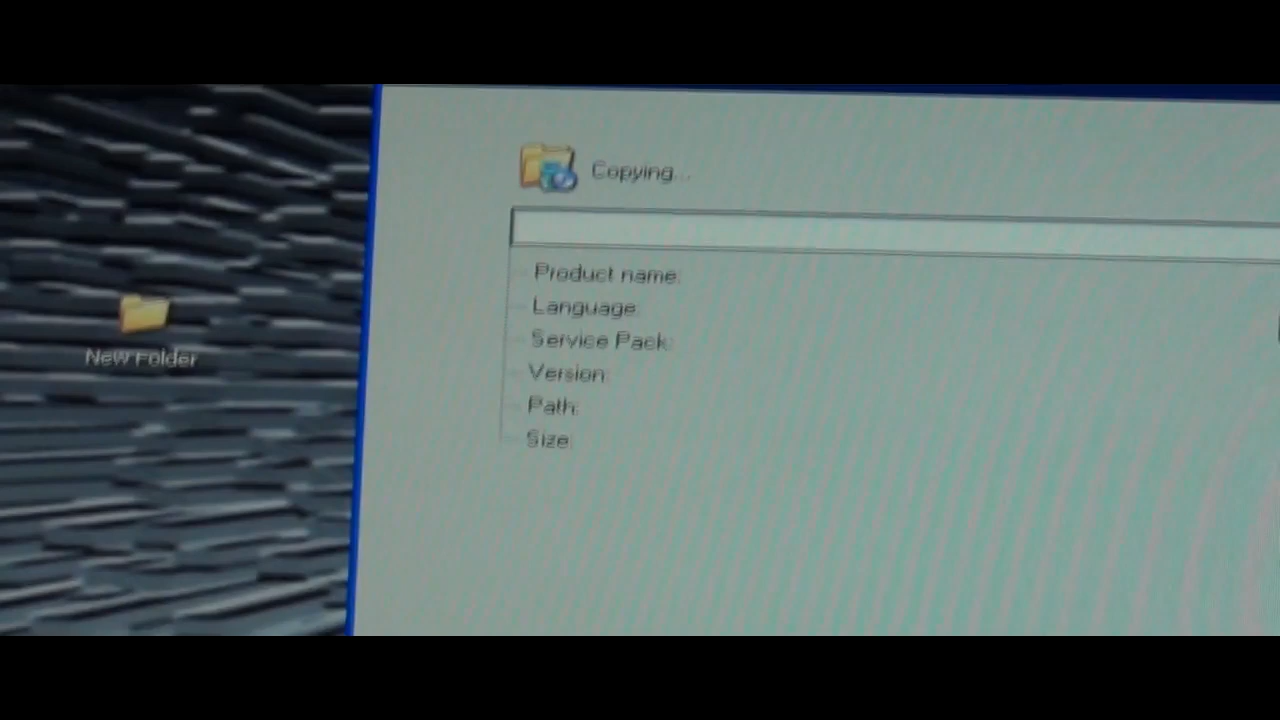 Copying...
Product name:
Language
Service Pack:
New Folder
Version:
Path:
Size